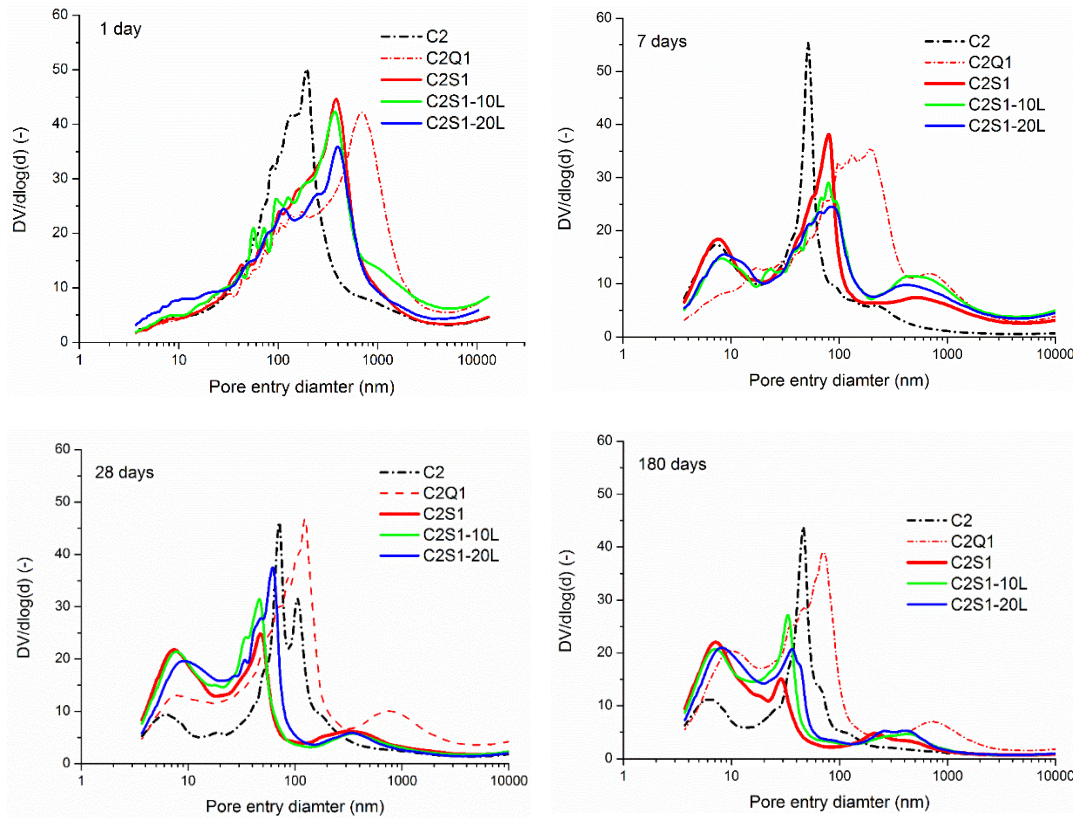 1 day
C2
C2Q1
C2S1
C2S1-10L
C2S1-20L
DV/dlog(d) (-)
60
50
40
30
20
10
0
1 10 100 1000 10000
Pore entry diamter (nm)
7 days
C2
C2Q1
C2S1
C2S1-10L
C2S1-20L
DV/dlog(d) (-)
60
50
40
30
20
10
0
1 10 100 1000 10000
Pore entry diamter (nm)
28 days
C2
C2Q1
C2S1
C2S1-10L
C2S1-20L
DV/dlog(d) (-)
60
50
40
30
20
10
0
1 10 100 1000 10000
Pore entry diamter (nm)
180 days
C2
C2Q1
C2S1
C2S1-10L
C2S1-20L
DV/dlog(d) (-)
60
50
40
30
20
10
0
1 10 100 1000 10000
Pore entry diamter (nm)